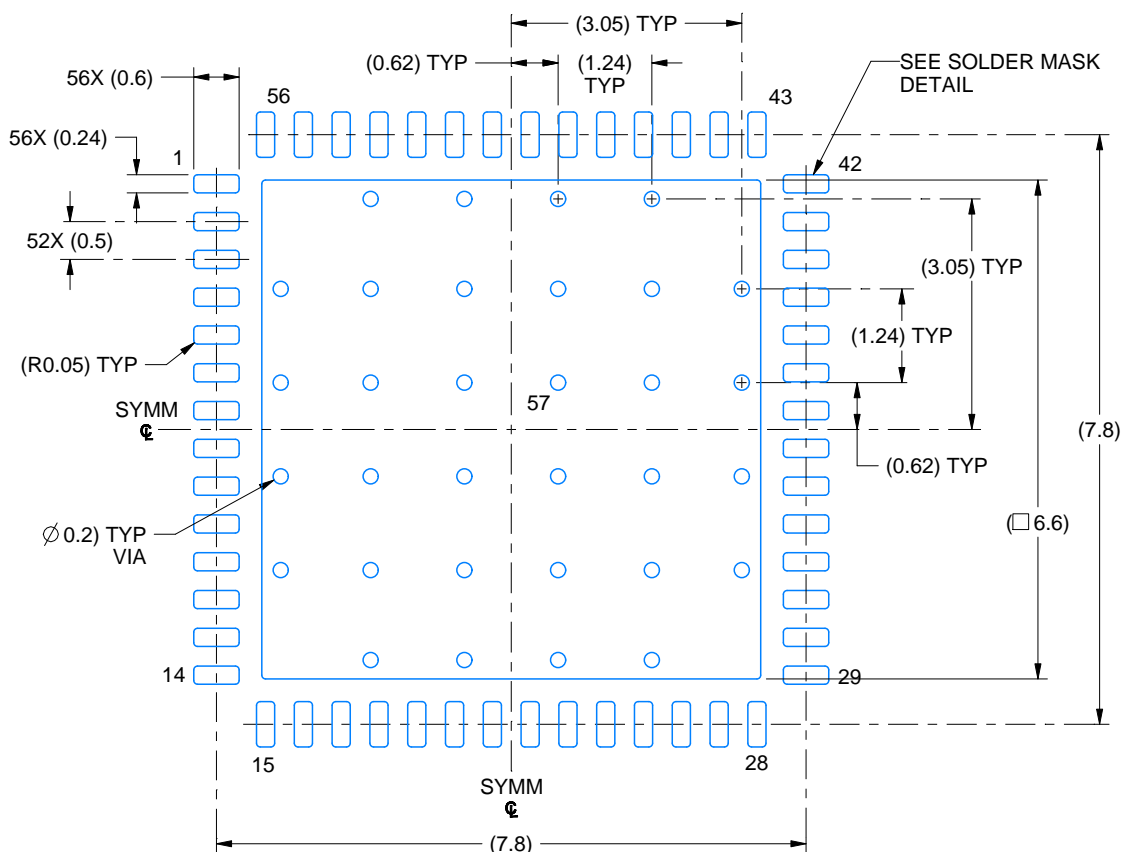 (3.05) TYP
(0.62) TYP
(1.24)
TYP
SEE SOLDER MASK
DETAIL
56X (0.6)
56
43
56X (0.24)
1
42
52X (0.5)
(3.05) TYP
(1.24) TYP
(R0.05) TYP
57
SYMM
℄
(7.8)
(0.62) TYP
(□ 6.6)
∅ 0.2) TYP
VIA
14
29
15
28
SYMM
℄
(7.8)